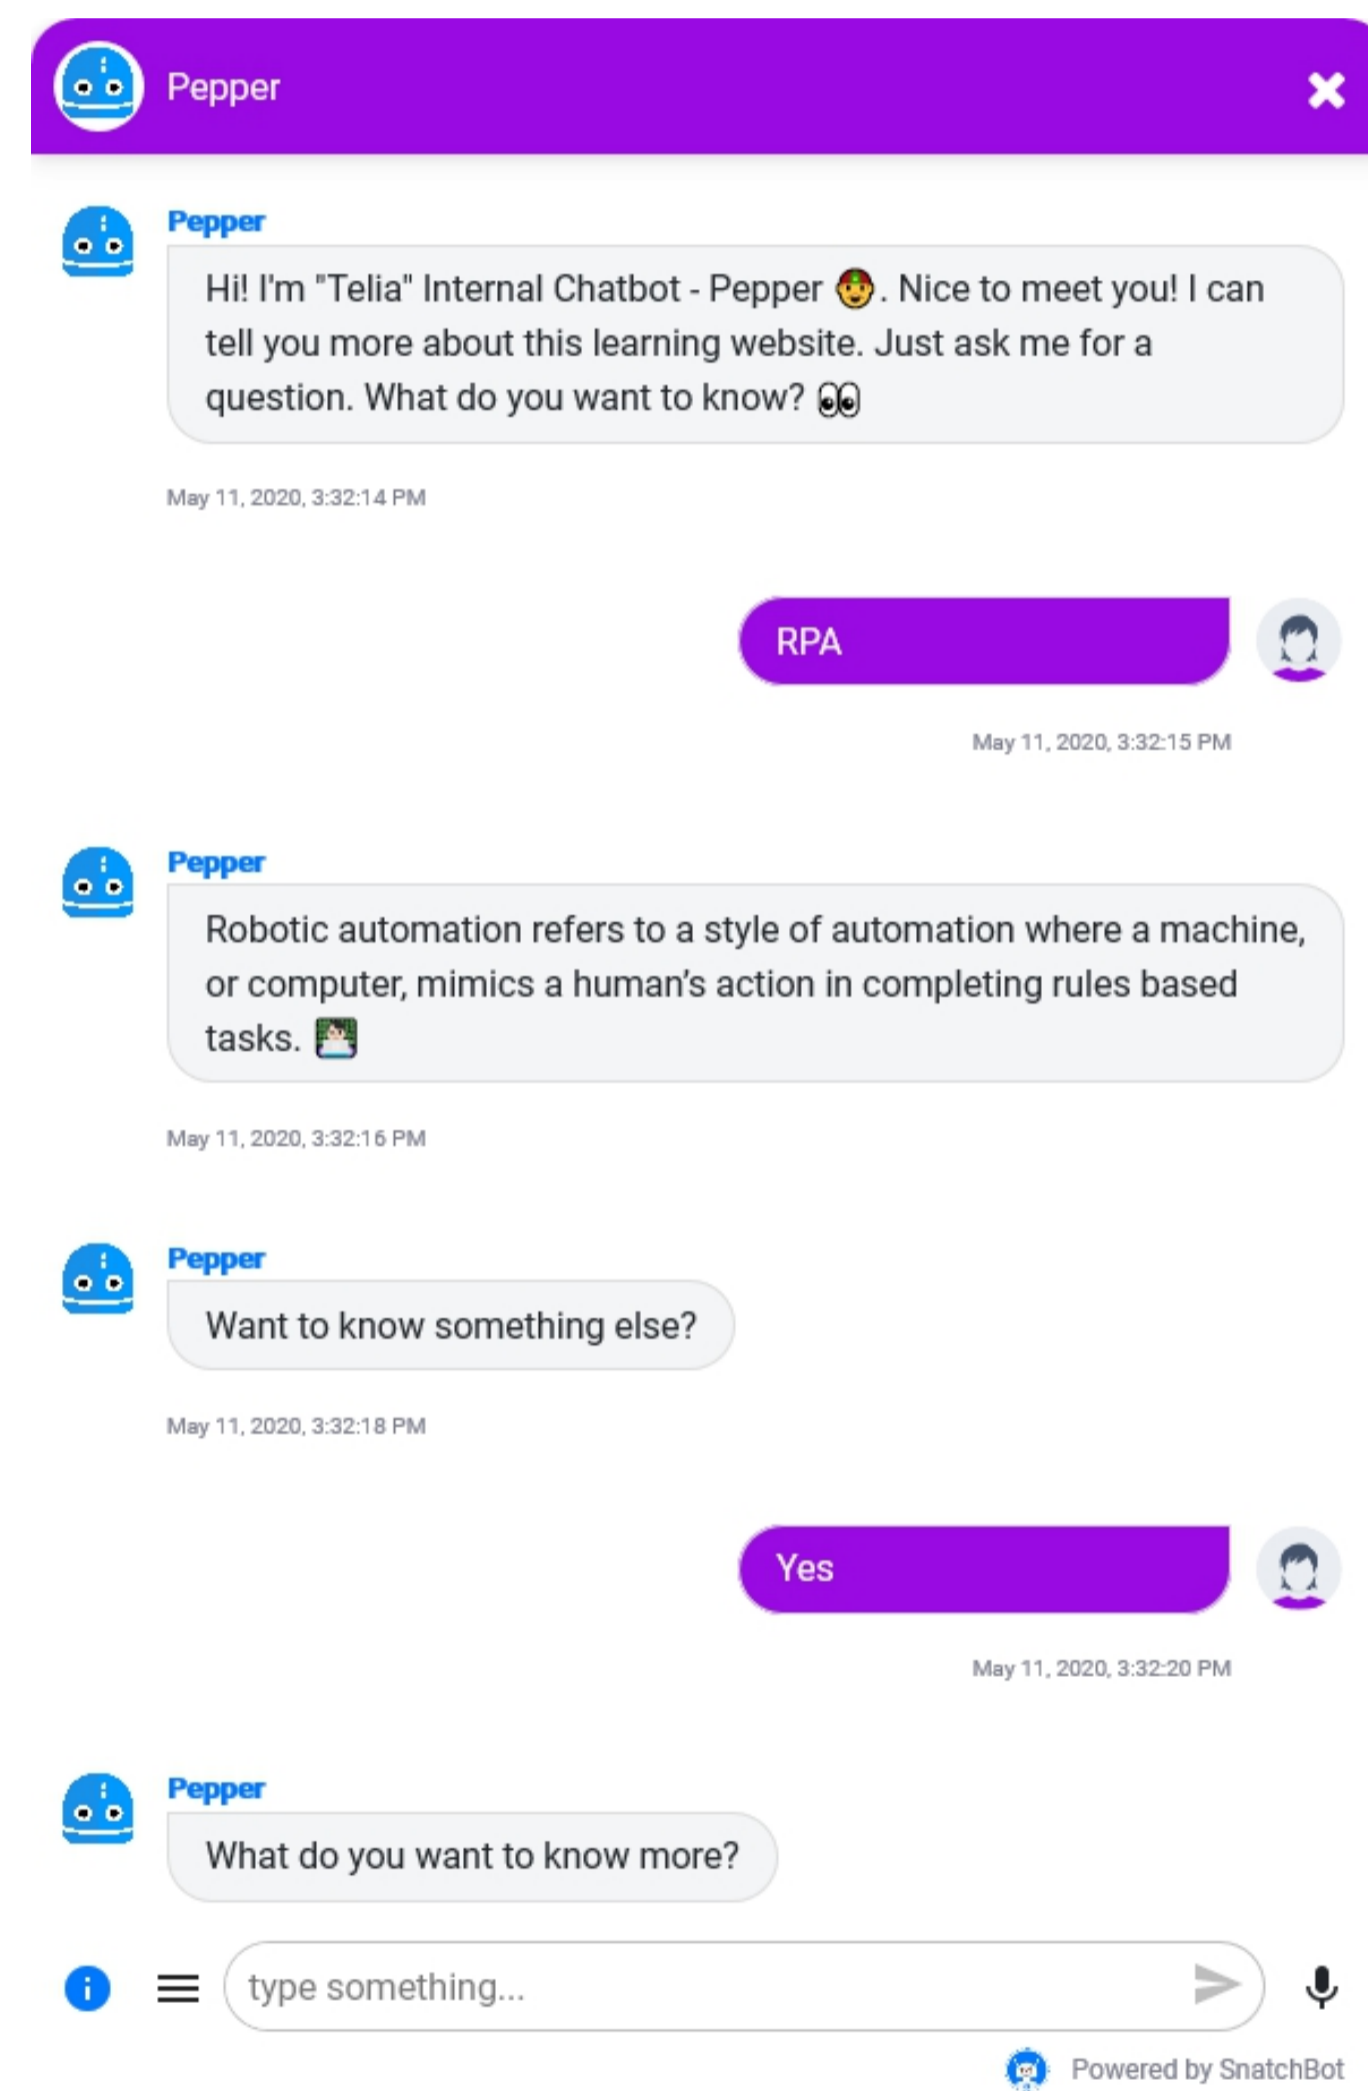 Pepper
Pepper
Hi! I'm "Telia" Internal Chatbot - Pepper 👲. Nice to meet you! I can
tell you more about this learning website. Just ask me for a
question. What do you want to know? 👀
May 11, 2020, 3:32:14 PM
RPA
May 11, 2020, 3:32:15 PM
Pepper
Robotic automation refers to a style of automation where a machine,
or computer, mimics a human’s action in completing rules based
tasks. 👨🏻‍💻
May 11, 2020, 3:32:16 PM
Pepper
Want to know something else?
May 11, 2020, 3:32:18 PM
Yes
May 11, 2020, 3:32:20 PM
Pepper
What do you want to know more?
type something...
Powered by SnatchBot